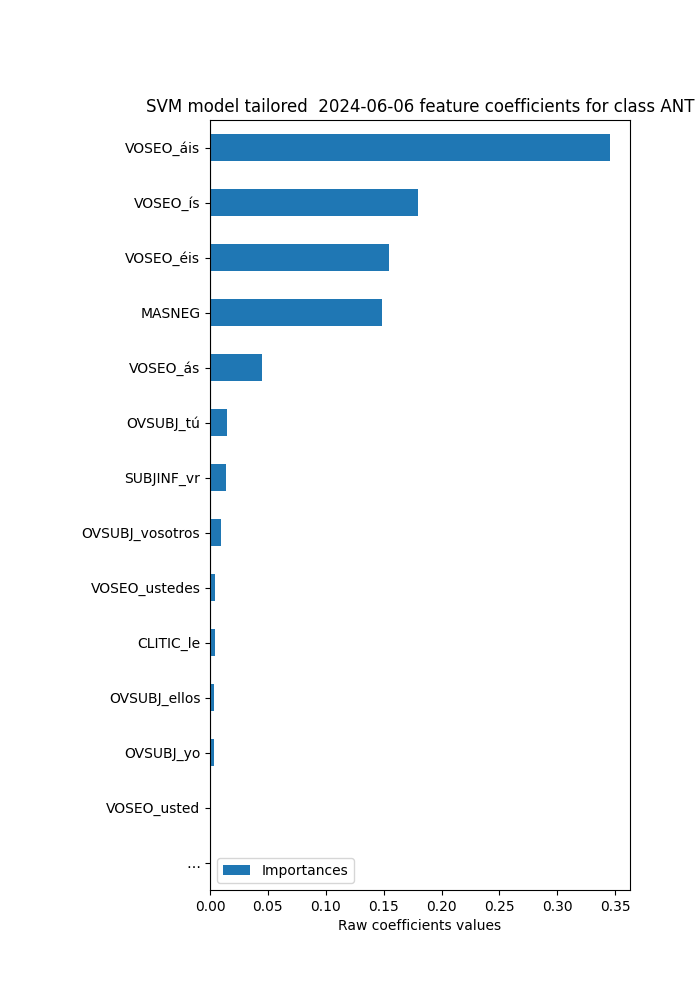 SVM model tailored  2024-06-06 feature coefficients for class ANT
VOSEO_áis
VOSEO_ís
VOSEO_éis
MASNEG
VOSEO_ás
OVSUBJ_tú
SUBJINF_vr
OVSUBJ_vosotros
VOSEO_ustedes
CLITIC_le
OVSUBJ_ellos
OVSUBJ_yo
VOSEO_usted
...
Importances
0.00 0.05 0.10 0.15 0.20 0.25 0.30 0.35
Raw coefficients values